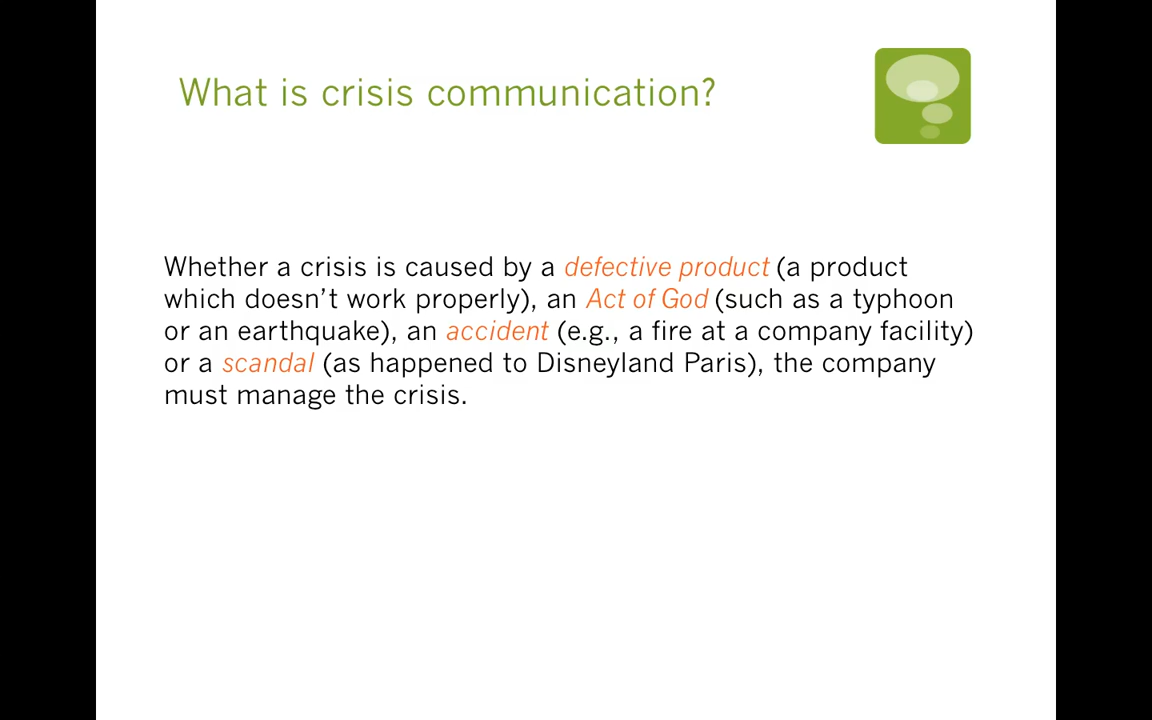 What is crisis communication?
Whether a crisis is caused by a defective product (a product
which doesn’t work properly), an Act of God (such as a typhoon
or an earthquake), an accident (e.g., a fire at a company facility)
or a scandal (as happened to Disneyland Paris), the company
must manage the crisis.